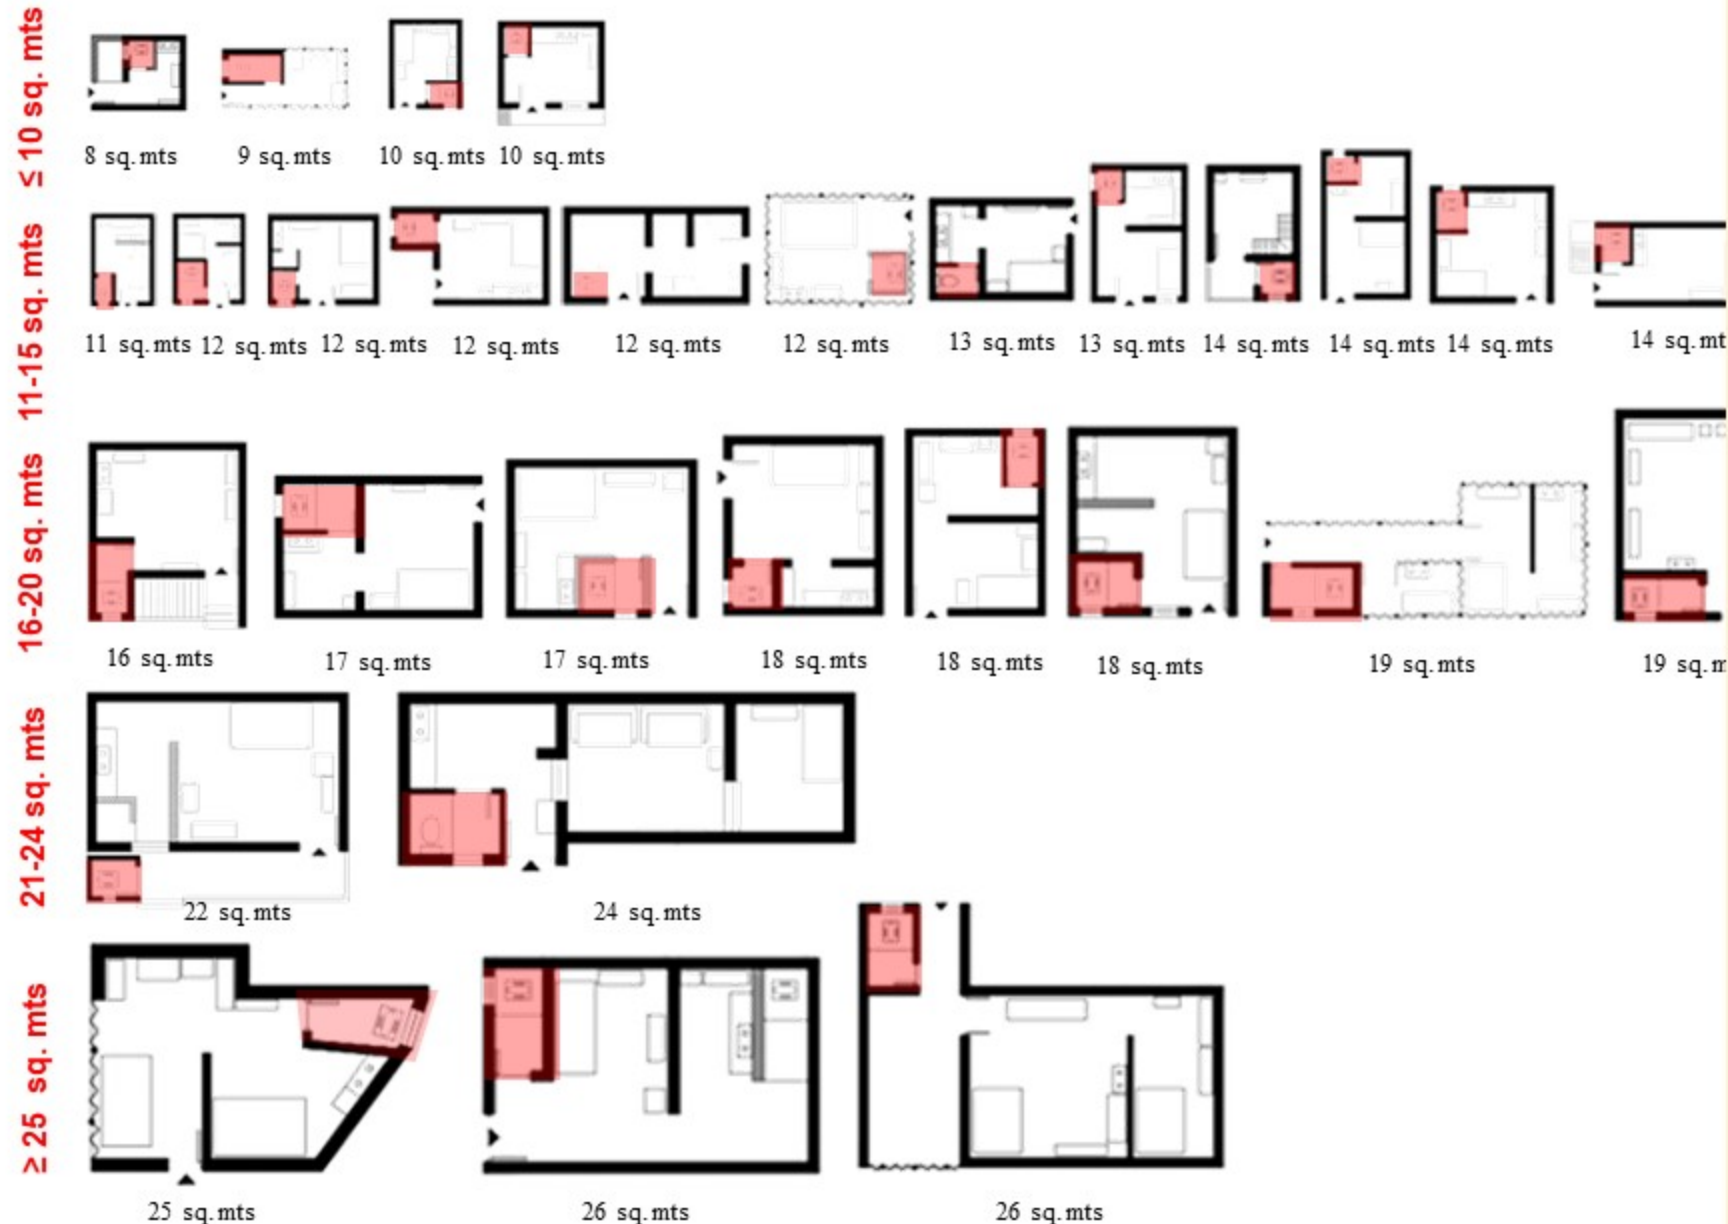 ≤ 10 sq. mts
8 sq.mts 9 sq.mts 10 sq.mts 10 sq.mts
11-15 sq. mts
11 sq.mts 12 sq.mts 12 sq.mts 12 sq.mts 12 sq.mts 12 sq.mts 13 sq.mts 13 sq.mts 14 sq.mts 14 sq.mts 14 sq.mts 14 sq.mt
16-20 sq. mts
16 sq.mts 17 sq.mts 17 sq.mts 18 sq.mts 18 sq.mts 18 sq.mts 19 sq.mts 19 sq.m
21-24 sq. mts
22 sq.mts 24 sq.mts
≥ 25 sq. mts
25 sq.mts 26 sq.mts 26 sq.mts